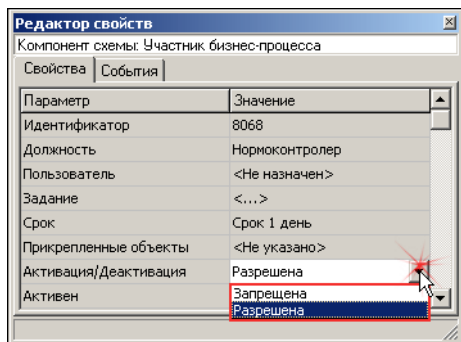 Редактор свойств
Компонент схемы: Участник бизнес-процесса
Свойства События
Параметр Значение
Идентификатор 8068
Должность Нормоконтролер
Пользователь <Не назначен>
Задание <...>
Срок Срок 1 день
Прикрепленные объекты <Не указано>
Активация/Деактивация Разрешена
Активен Запрещена
Разрешена